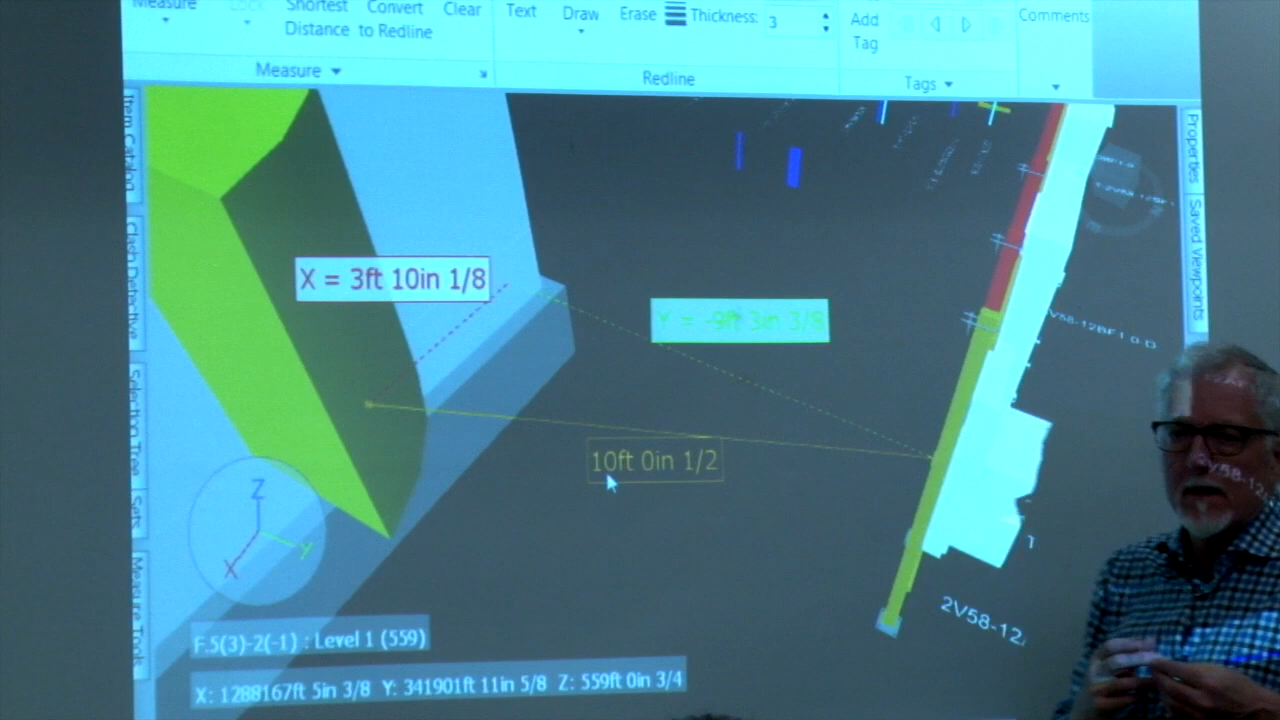 Measure
Lock
Shortest
Distance
Convert
to Redline
Clear
Text
Draw
Erase
Thickness:
3
Add
Tag
Comments
Measure
Redline
Tags
Item Catalog
Clash Detective
Selection Tree
Sets
Measure Tools
Properties
Saved Viewpoints
X = 3ft 10in 1/8
Y = -9ft 3in 3/8
10ft 0in 1/2
Z
Y
X
2V58-12
F.5(3)-2(-1) : Level 1 (559)
X: 1288167ft 5in 3/8 Y: 341901ft 11in 5/8 Z: 559ft 0in 3/4